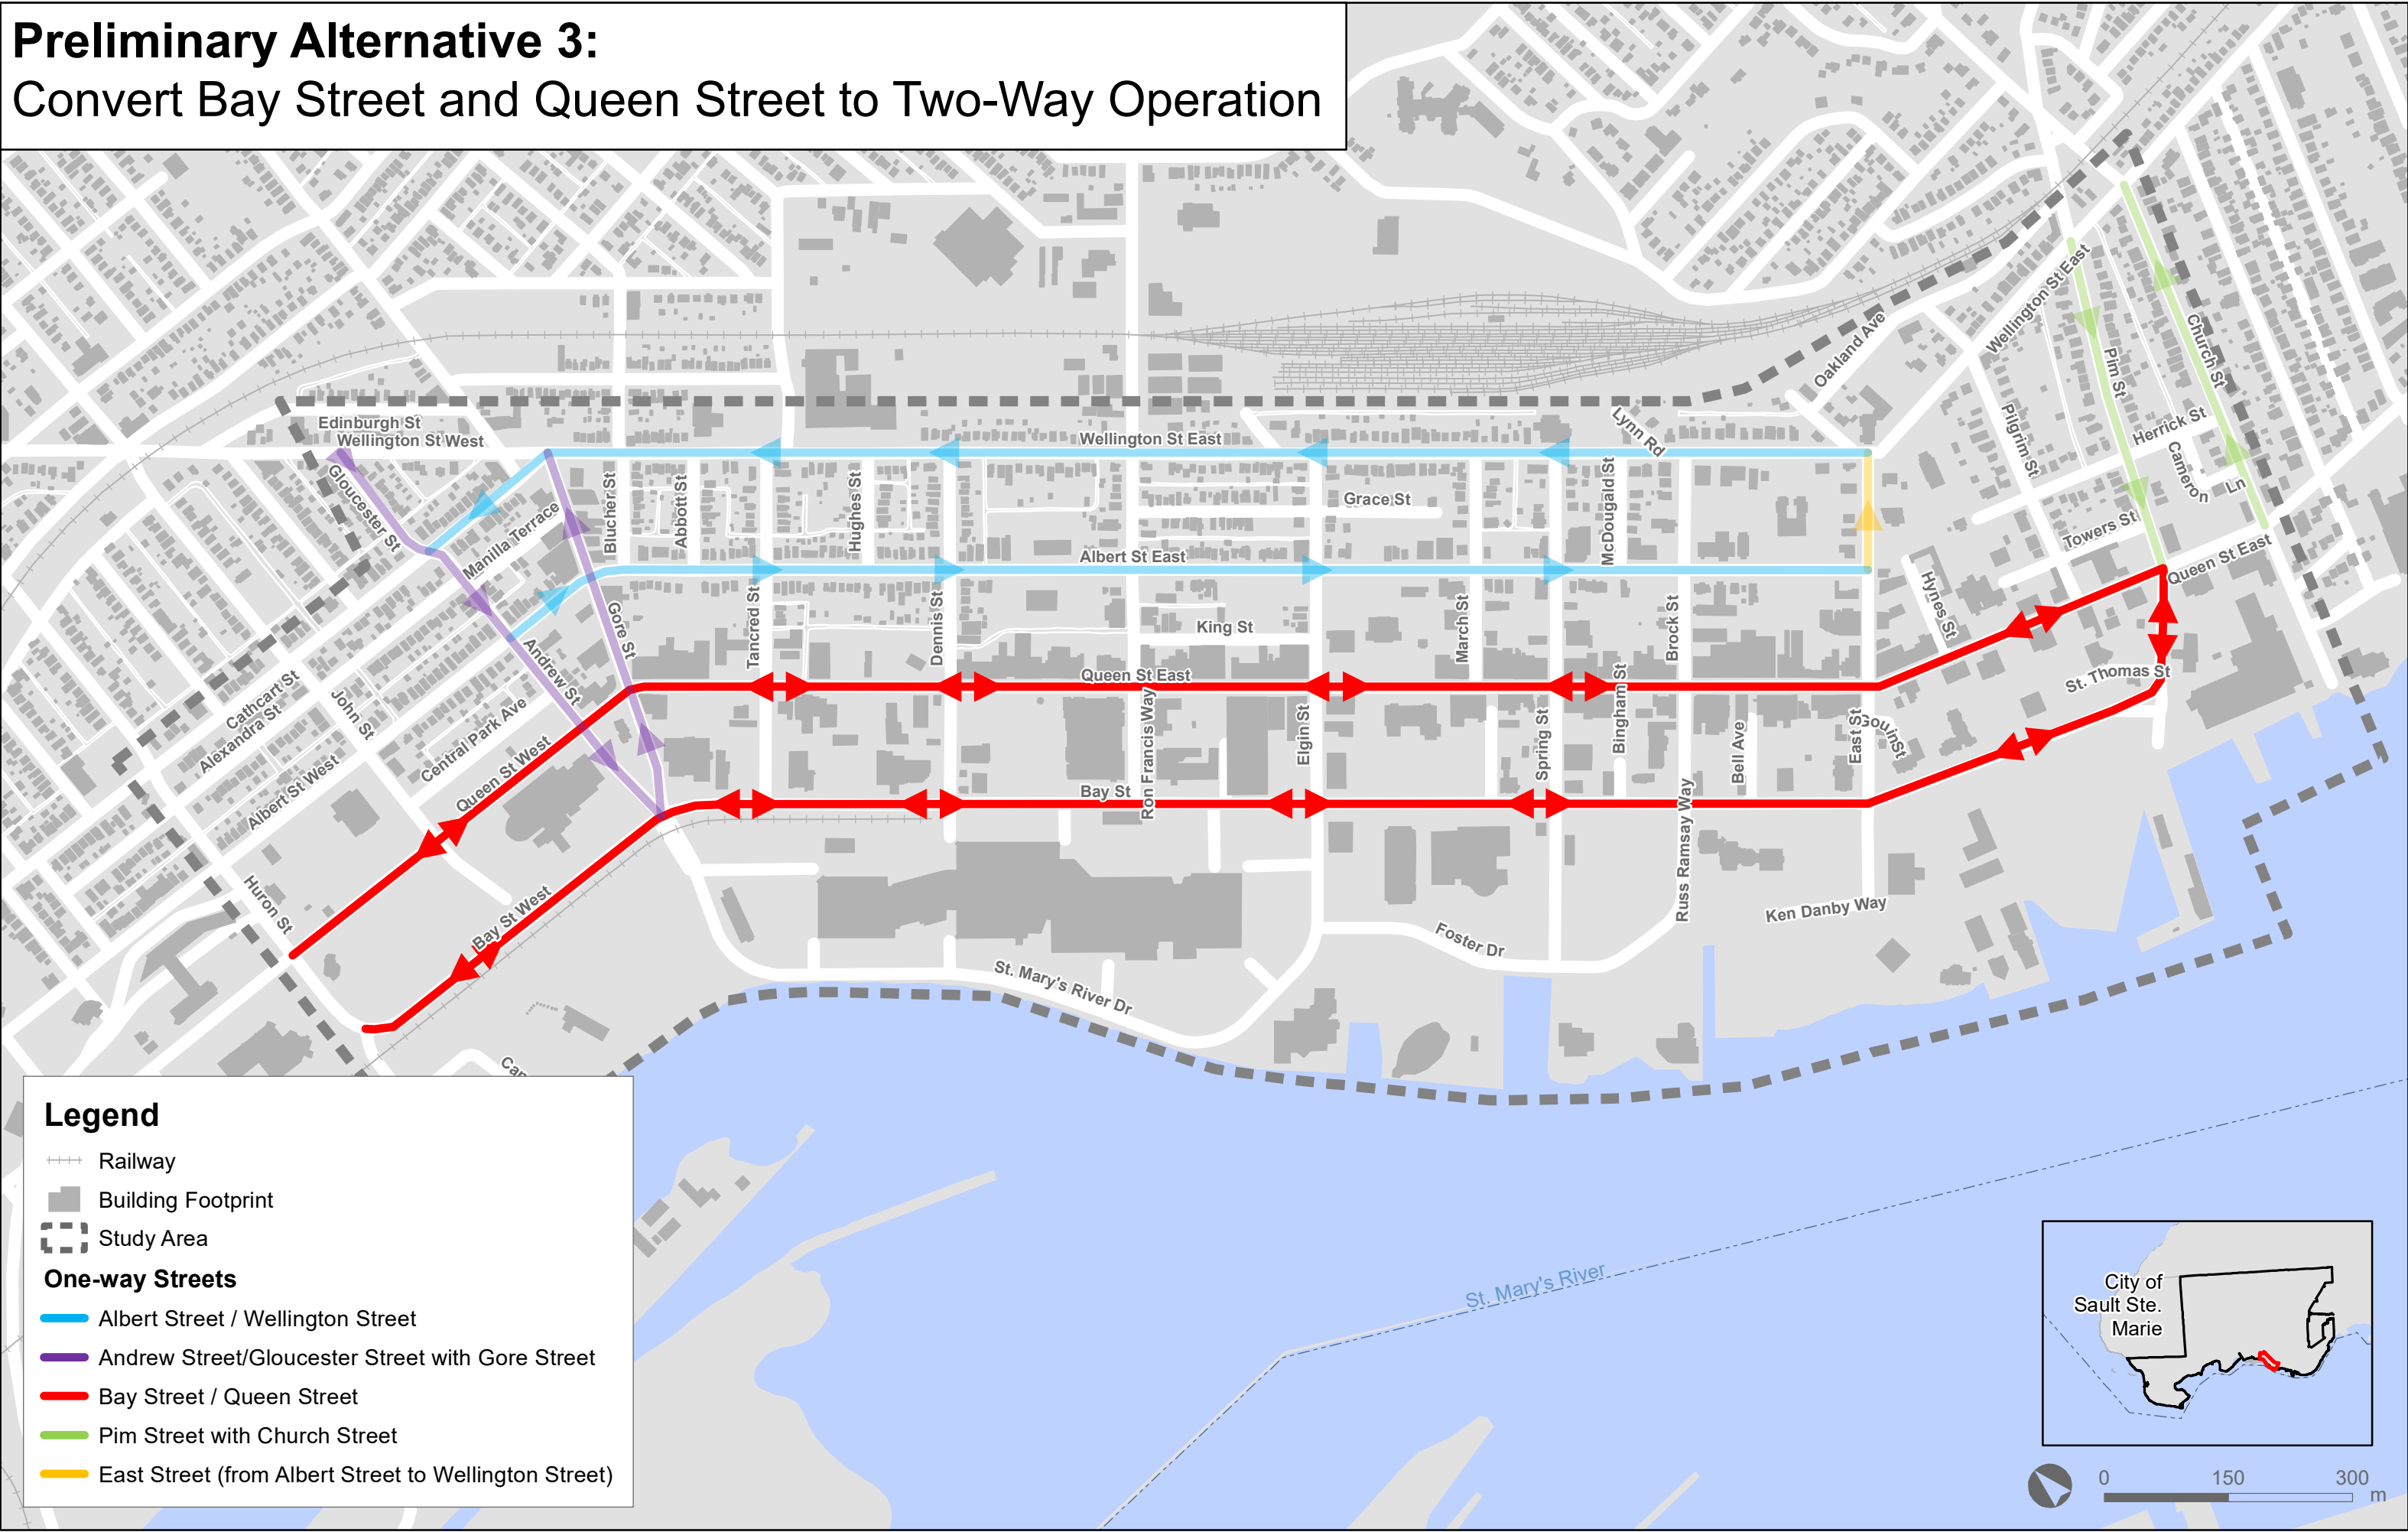 Preliminary Alternative 3:
Convert Bay Street and Queen Street to Two-Way Operation
Edinburgh St
Wellington St West
Gloucester St
Manilla Terrace
Blucher St
Abbott St
Hughes St
Wellington St East
Grace St
Albert St East
Lynn Rd
McDougald St
Oakland Ave
Wellington St East
Pim St
Church St
Pilgrim St
Herrick St
Cameron
Ln
Towers St
Queen St East
Hynes St
St. Thomas St
Gore St
Andrew St
Tancred St
Dennis St
King St
March St
Brock St
Queen St East
Cathcart St
Alexandra St
John St
Central Park Ave
Albert St West
Queen St West
Ron Francis Way
Elgin St
Spring St
Bingham St
Bell Ave
East St
Gouin St
Bay St
Russ Ramsay Way
Huron St
Bay St West
Ken Danby Way
Foster Dr
St. Mary's River Dr
St. Mary's River
Legend
Railway
Building Footprint
Study Area
One-way Streets
Albert Street / Wellington Street
Andrew Street/Gloucester Street with Gore Street
Bay Street / Queen Street
Pim Street with Church Street
East Street (from Albert Street to Wellington Street)
City of
Sault Ste.
Marie
0 150 300
m